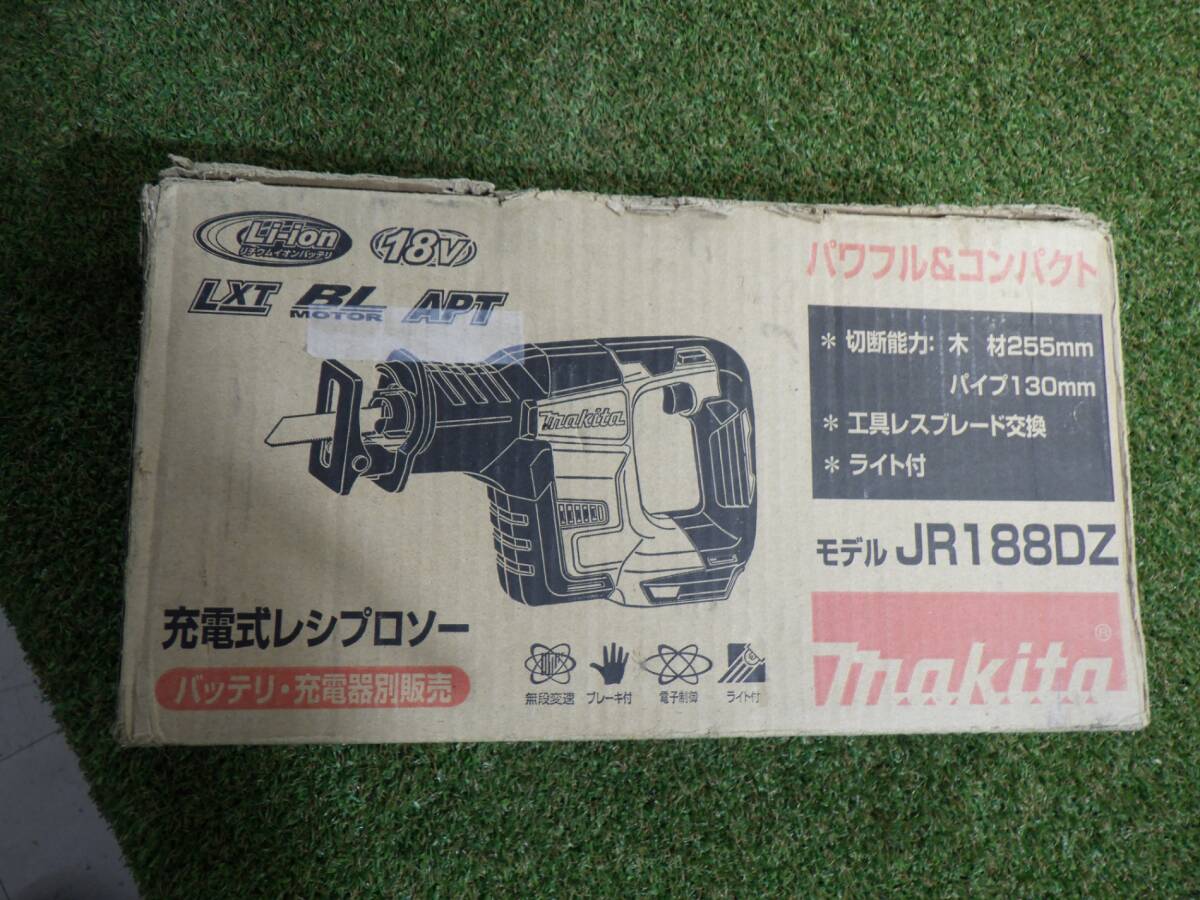 Li-ion
リチウムイオンバッテリ
18V
LXT BL MOTOR APT
makita
充電式レシプロソー
バッテリ・充電器別販売
無段変速 ブレーキ付 電子制御 ライト付
パワフル&コンパクト
* 切断能力: 木 材255mm
パイプ130mm
* 工具レスブレード交換
* ライト付
モデル JR188DZ
makita®